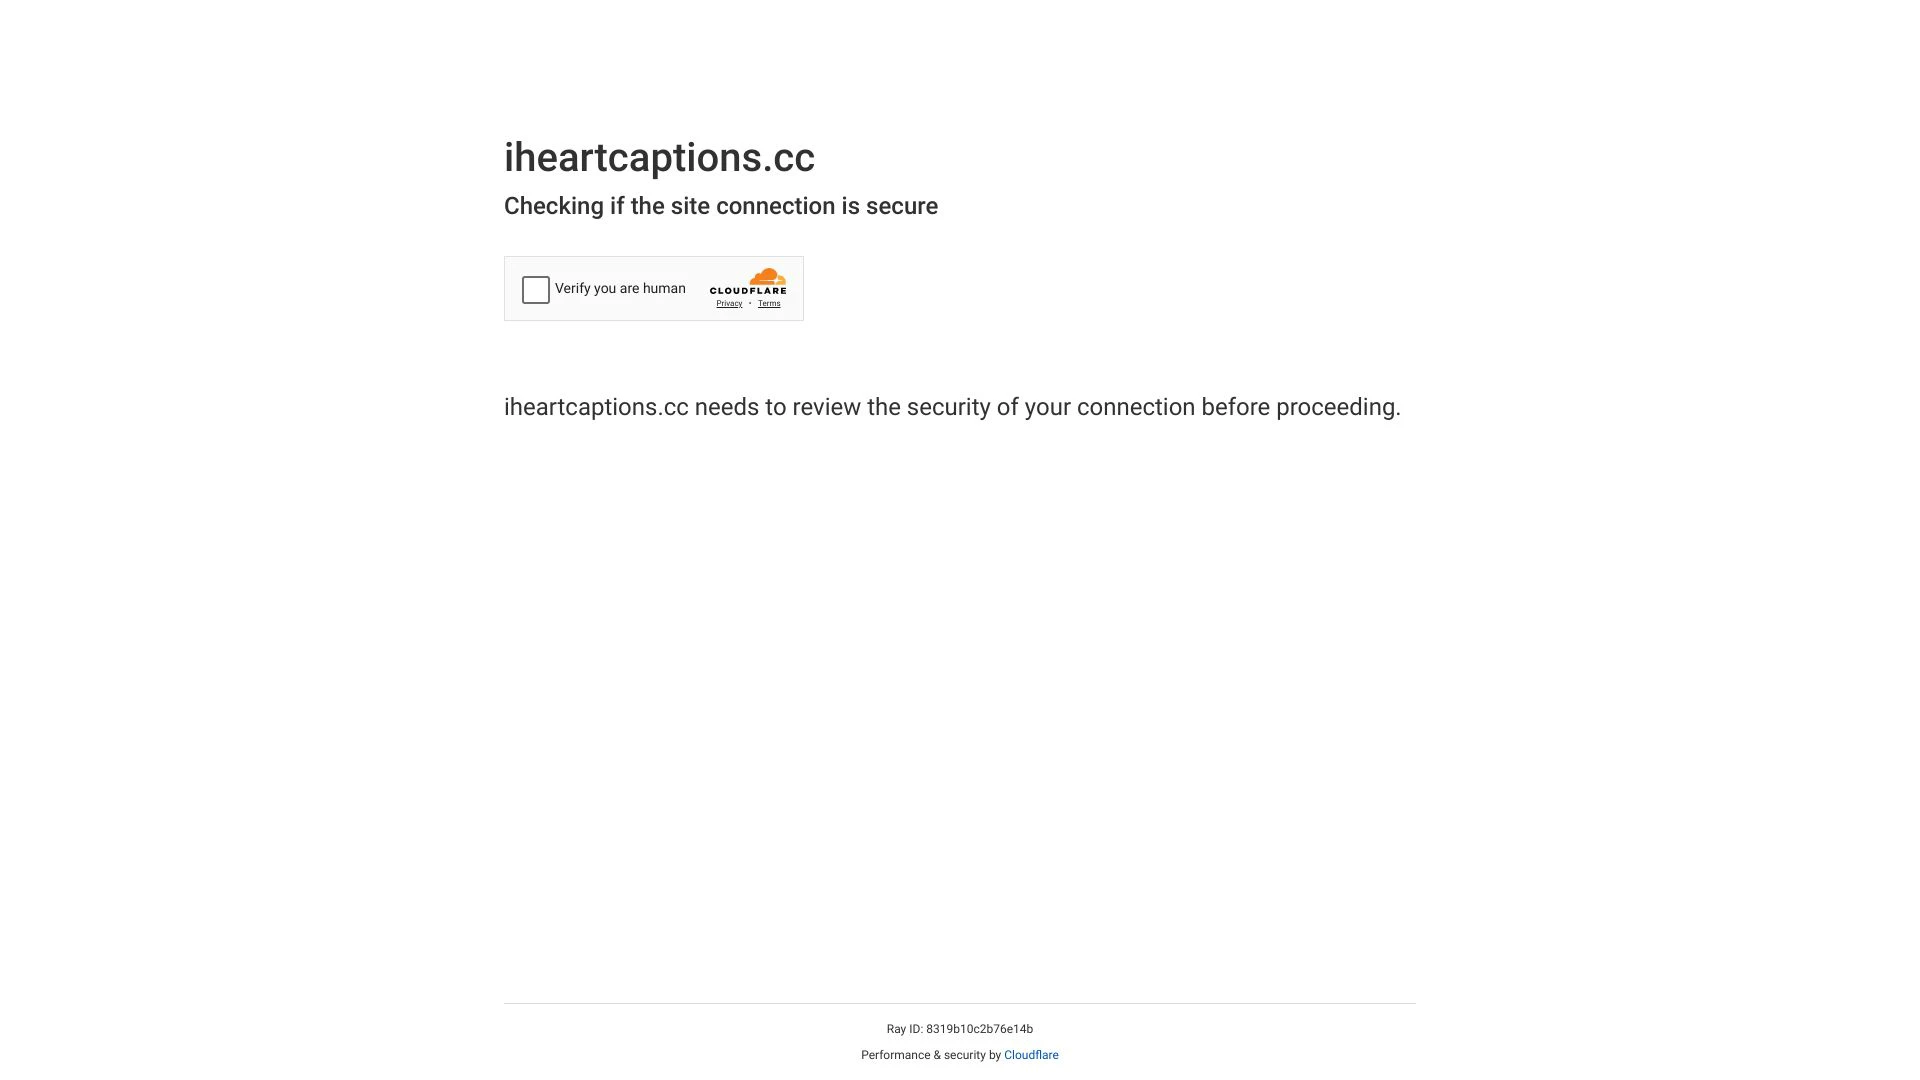 iheartcaptions.cc
Checking if the site connection is secure
Verify you are human
CLOUDFLARE
Privacy • Terms
iheartcaptions.cc needs to review the security of your connection before proceeding.
Ray ID: 8319b10c2b76e14b
Performance & security by Cloudflare